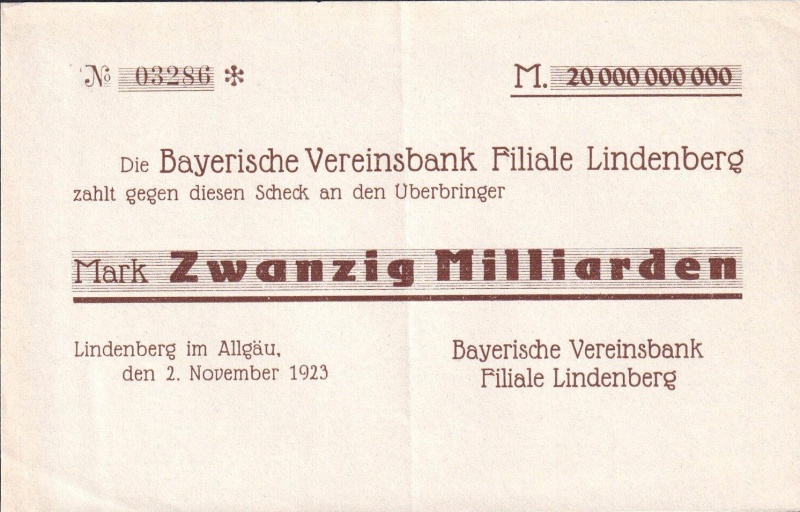 № 03286 *
M. 20 000 000 000
Die Bayerische Vereinsbank Filiale Lindenberg
zahlt gegen diesen Scheck an den Überbringer
Mark Zwanzig Milliarden
Lindenberg im Allgäu,
den 2. November 1923
Bayerische Vereinsbank
Filiale Lindenberg